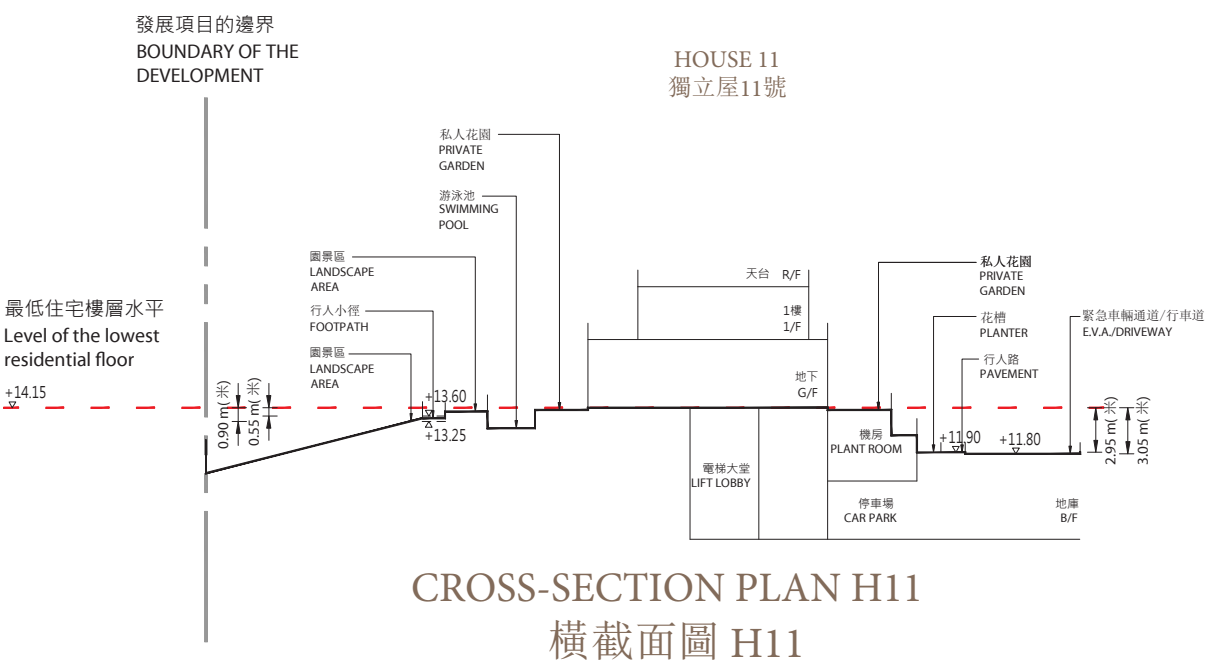 發展項目的邊界
BOUNDARY OF THE
DEVELOPMENT
HOUSE 11
獨立屋11號
私人花園
PRIVATE
GARDEN
游泳池
SWIMMING
POOL
園景區
LANDSCAPE
AREA
行人小徑
FOOTPATH
園景區
LANDSCAPE
AREA
最低住宅樓層水平
Level of the lowest
residential floor
+14.15
0.90 m(米)
0.55 m(米)
+13.60
+13.25
天台 R/F
1樓
1/F
地下
G/F
私人花園
PRIVATE
GARDEN
花槽
PLANTER
行人路
PAVEMENT
緊急車輛通道/行車道
E.V.A./DRIVEWAY
機房
PLANT ROOM
+11.90
+11.80
2.95 m(米)
3.05 m(米)
電梯大堂
LIFT LOBBY
停車場
CAR PARK
地庫
B/F
CROSS-SECTION PLAN H11
橫截面圖 H11